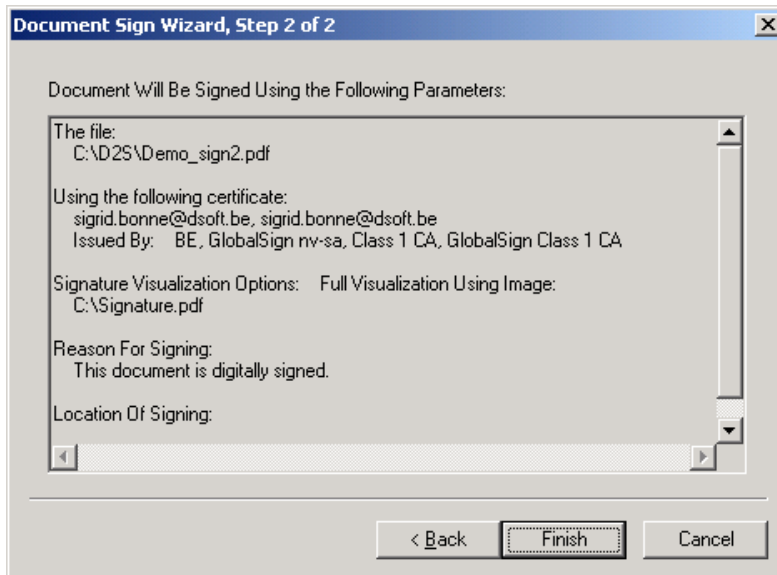 Document Sign Wizard, Step 2 of 2
Document Will Be Signed Using the Following Parameters:
The file:
C:\D2S\Demo_sign2.pdf
Using the following certificate:
sigrid.bonne@dsoft.be, sigrid.bonne@dsoft.be
Issued By: BE, GlobalSign nv-sa, Class 1 CA, GlobalSign Class 1 CA
Signature Visualization Options: Full Visualization Using Image:
C:\Signature.pdf
Reason For Signing:
This document is digitally signed.
Location Of Signing:
< Back Finish Cancel